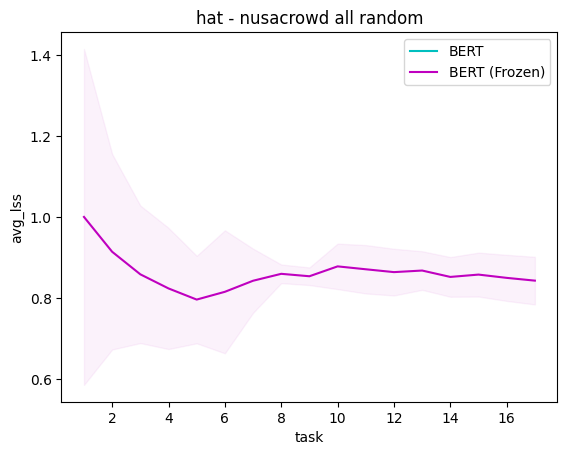 hat - nusacrowd all random
BERT
BERT (Frozen)
avg_lss
1.4
1.2
1.0
0.8
0.6
2 4 6 8 10 12 14 16
task